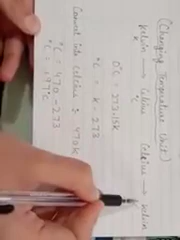 (Changing Temperature Unit)
Kelvin → Celsius
K °C
Celsius → Kelvin
°C
0°C = 273.15K
°C = K - 273
Convert into Celsius : 470K
°C = 470 - 273
°C = 197°C